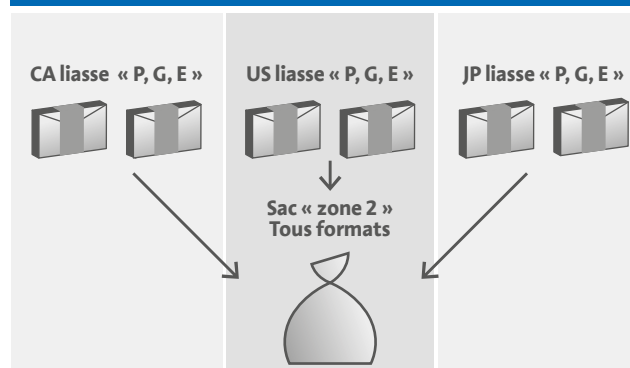 CA liasse « P, G, E »
US liasse « P, G, E »
JP liasse « P, G, E »
Sac « zone 2 »
Tous formats